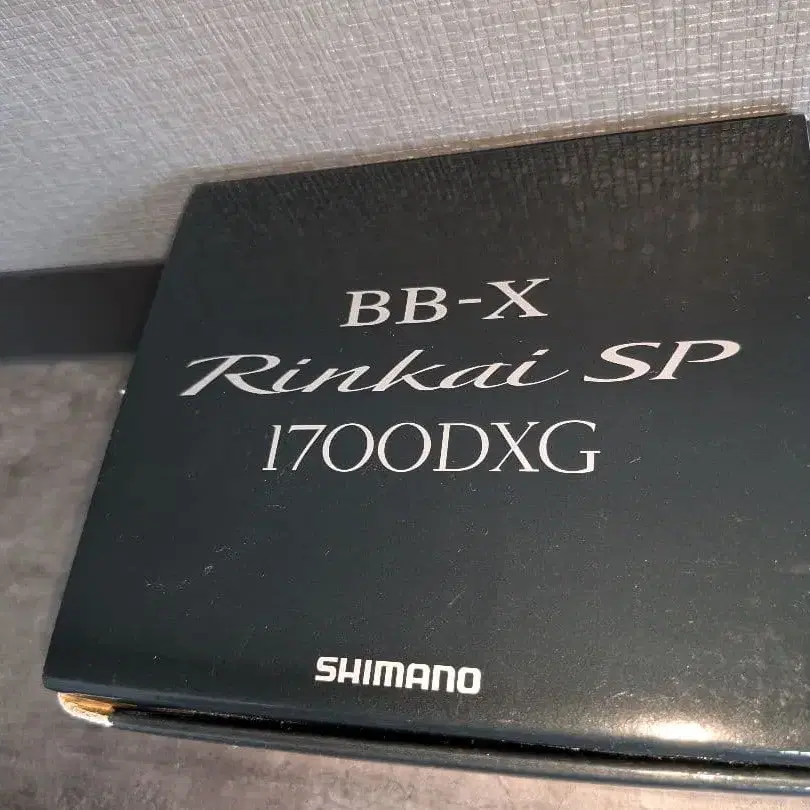 BB-X
Rinkai SP
1700DXG
SHIMANO